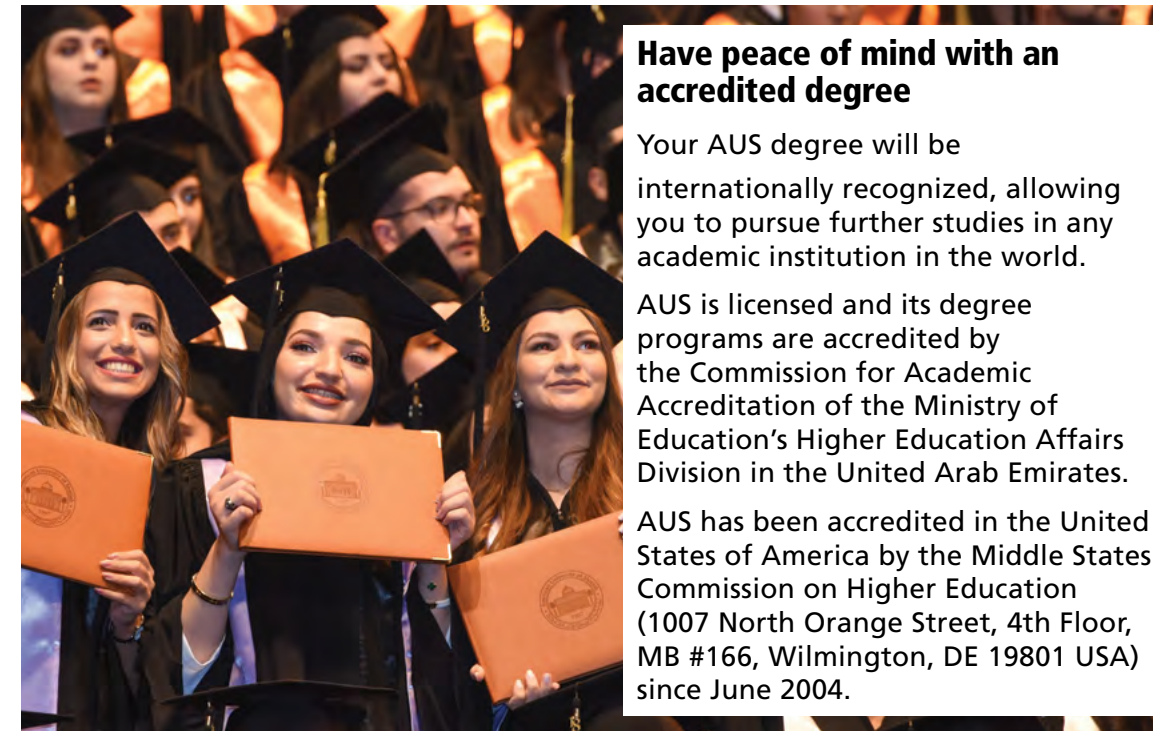 Have peace of mind with an
accredited degree
Your AUS degree will be
internationally recognized, allowing
you to pursue further studies in any
academic institution in the world.
AUS is licensed and its degree
programs are accredited by
the Commission for Academic
Accreditation of the Ministry of
Education’s Higher Education Affairs
Division in the United Arab Emirates.
AUS has been accredited in the United
States of America by the Middle States
Commission on Higher Education
(1007 North Orange Street, 4th Floor,
MB #166, Wilmington, DE 19801 USA)
since June 2004.